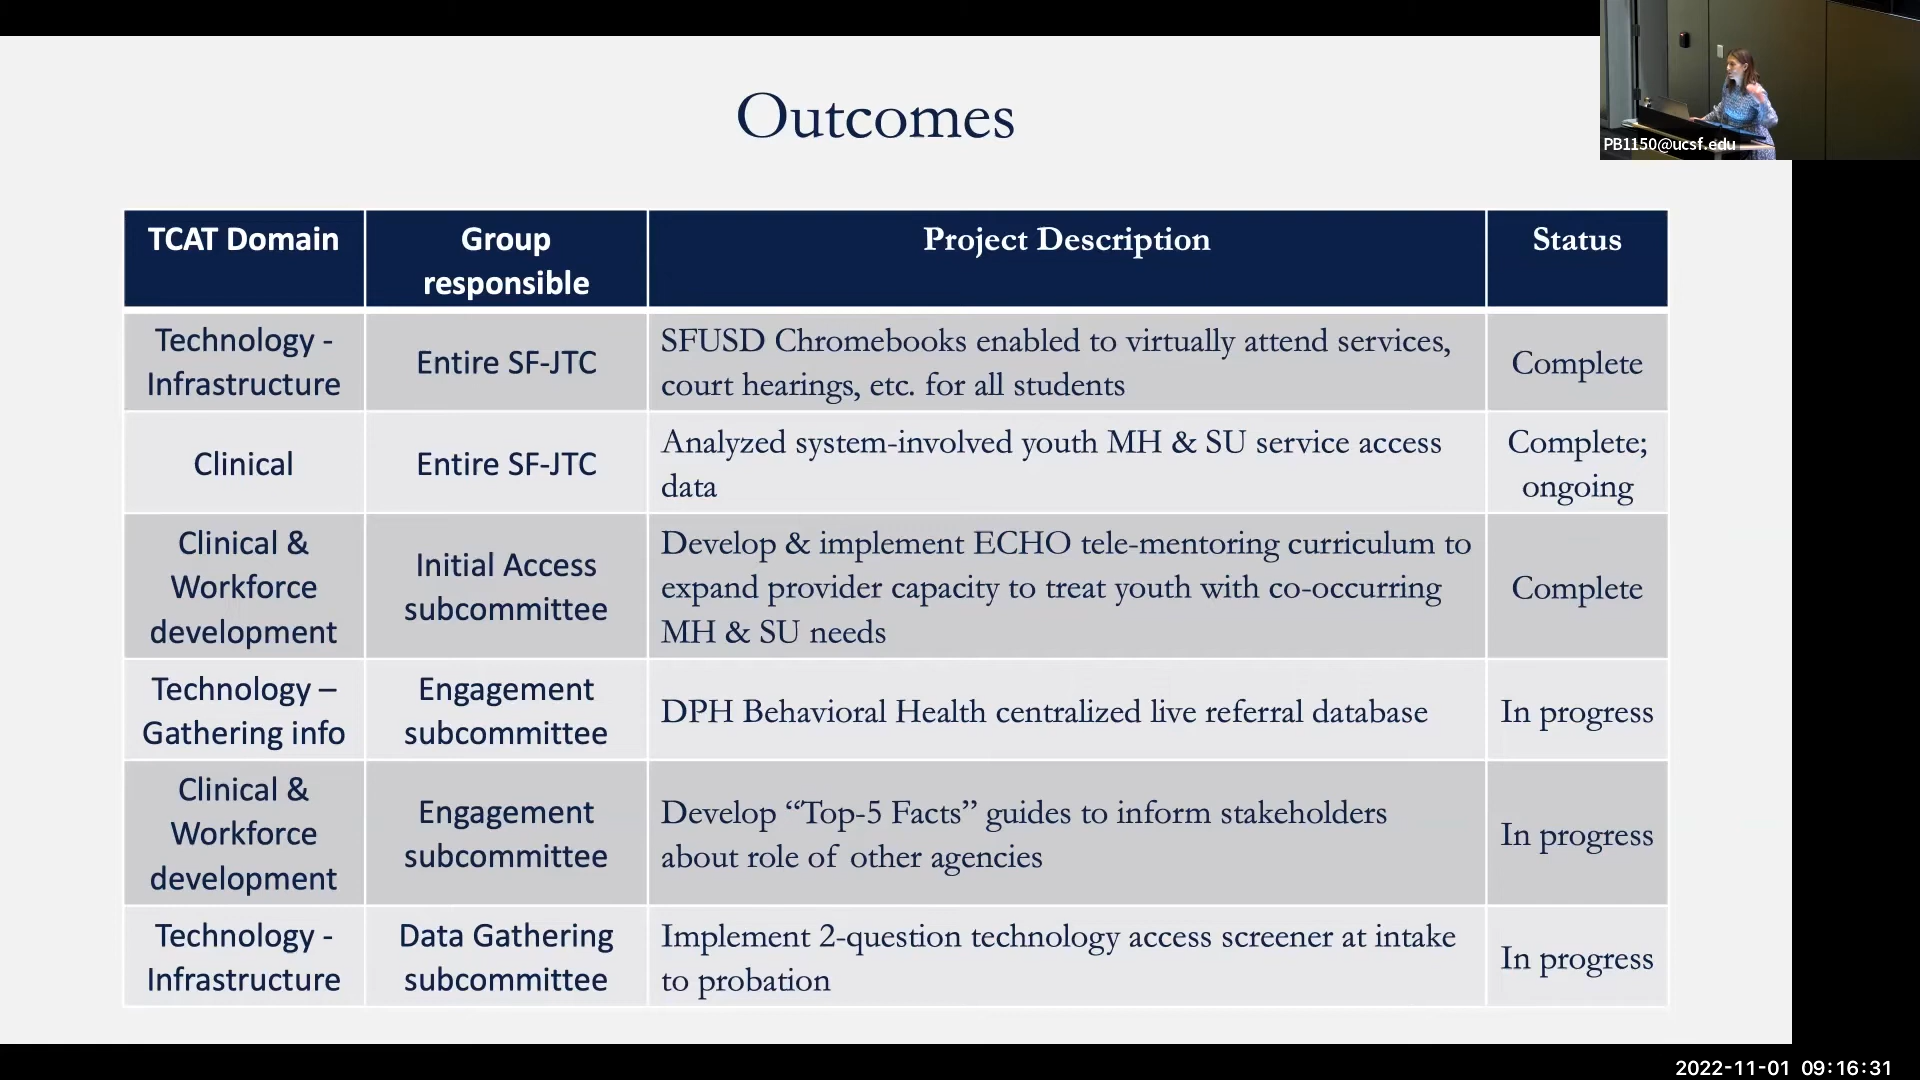 Outcomes
PB1150@ucsf.edu
TCAT Domain
Group
responsible
Project Description
Status
Technology -
Infrastructure
Entire SF-JTC
SFUSD Chromebooks enabled to virtually attend services,
court hearings, etc. for all students
Complete
Clinical
Entire SF-JTC
Analyzed system-involved youth MH & SU service access
data
Complete;
ongoing
Clinical &
Workforce
development
Initial Access
subcommittee
Develop & implement ECHO tele-mentoring curriculum to
expand provider capacity to treat youth with co-occurring
MH & SU needs
Complete
Technology –
Gathering info
Engagement
subcommittee
DPH Behavioral Health centralized live referral database
In progress
Clinical &
Workforce
development
Engagement
subcommittee
Develop “Top-5 Facts” guides to inform stakeholders
about role of other agencies
In progress
Technology -
Infrastructure
Data Gathering
subcommittee
Implement 2-question technology access screener at intake
to probation
In progress
2022-11-01 09:16:31